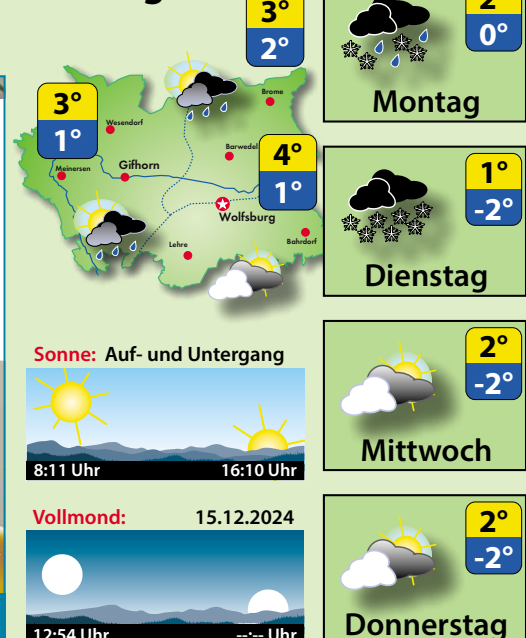 3°
2°
3°
1°
Brome
Wesendorf
Barwedel
Meinersen
Gifhorn
4°
1°
Wolfsburg
Lehre
Bahrdorf
Sonne: Auf- und Untergang
8:11 Uhr 16:10 Uhr
Vollmond: 15.12.2024
12:54 Uhr --:-- Uhr
2°
0°
Montag
1°
-2°
Dienstag
2°
-2°
Mittwoch
2°
-2°
Donnerstag